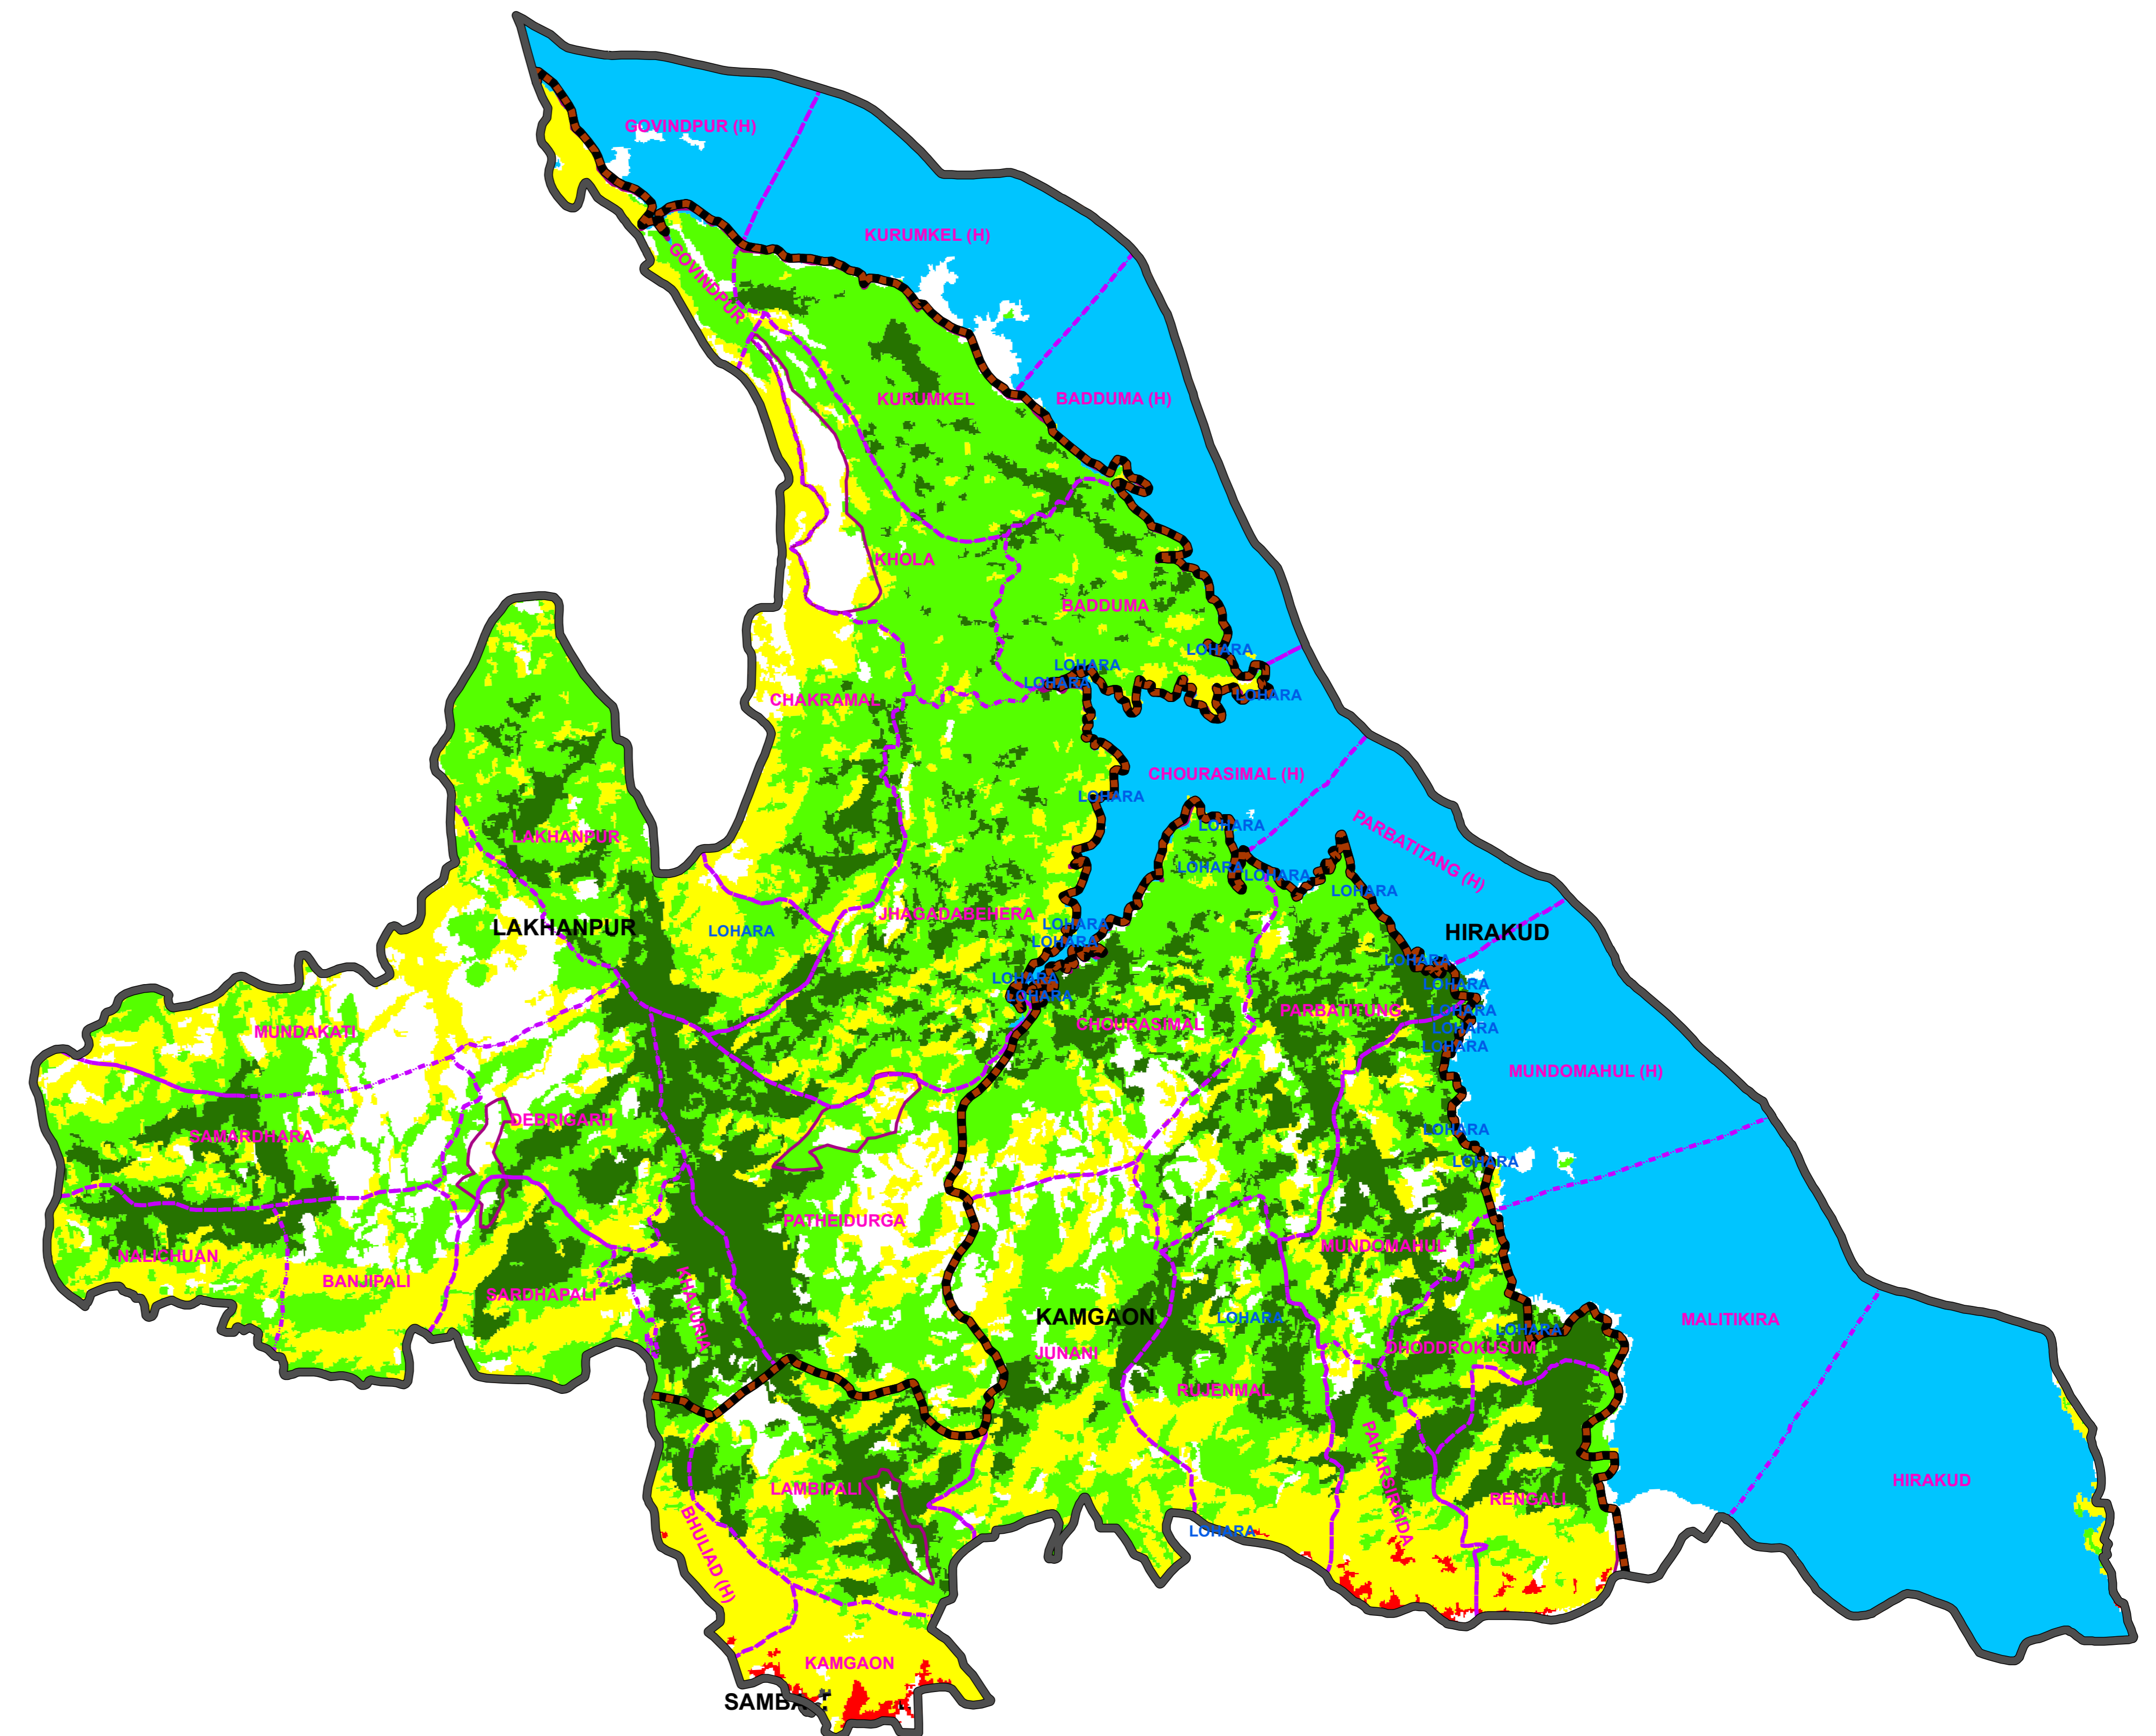 GOVINDPUR (H)
KURUMKEL (H)
GOVINDPUR
KURUMKEL
BADDUMA (H)
KHOLA
BADDUMA
LOHARA
LOHARA
LOHARA
LOHARA
CHAKRAMAL
CHOURASIMAL (H)
LOHARA
LOHARA
PARBATITANG (H)
LAKHANPUR
LOHARA
LOHARA
LOHARA
JHAGADABEHERA
LAKHANPUR
LOHARA
LOHARA
HIRAKUD
LOHARA
LOHARA
LOHARA
LOHARA
LOHARA
CHOURASIMAL
PARBATITUNG
LOHARA
LOHARA
LOHARA
MUNDAKATI
MUNDOMAHUL (H)
DEBRIGARH
SAMARDHARA
LOHARA
LOHARA
PATHEIDURGA
NALICHUAN
BANJIPALI
SARDHAPALI
KHAJURIA
MUNDOMAHUL
KAMGAON
LOHARA
LOHARA
MALITIKIRA
JUNANI
DHODDROKUSUM
RUJENMAL
PAHARSIRGIDA
LAMBIPALI
RENGALI
HIRAKUD
BHULIAD (H)
LOHARA
KAMGAON